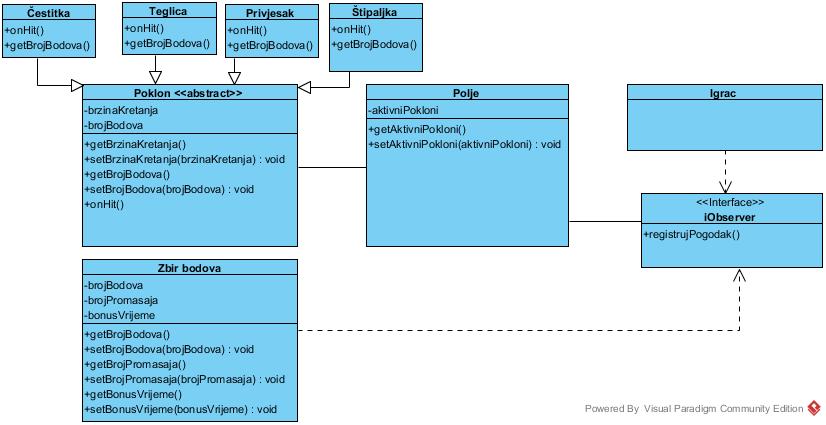 Čestitka
+onHit()
+getBrojBodova()
Teglica
+onHit()
+getBrojBodova()
Privjesak
+onHit()
+getBrojBodova()
Štipaljka
+onHit()
+getBrojBodova()
Poklon <<abstract>>
-brzinaKretanja
-brojBodova
+getBrzinaKretanja()
+setBrzinaKretanja(brzinaKretanja) : void
+getBrojBodova()
+setBrojBodova(brojBodova) : void
+onHit()
Polje
-aktivniPokloni
+getAktivniPokloni()
+setAktivniPokloni(aktivniPokloni) : void
Igrac
<<Interface>>
iObserver
+registrujPogodak()
Zbir bodova
-brojBodova
-brojPromasaja
-bonusVrijeme
+getBrojBodova()
+setBrojBodova(brojBodova) : void
+getBrojPromasaja()
+setBrojPromasaja(brojPromasaja) : void
+getBonusVrijeme()
+setBonusVrijeme(bonusVrijeme) : void
Powered By Visual Paradigm Community Edition